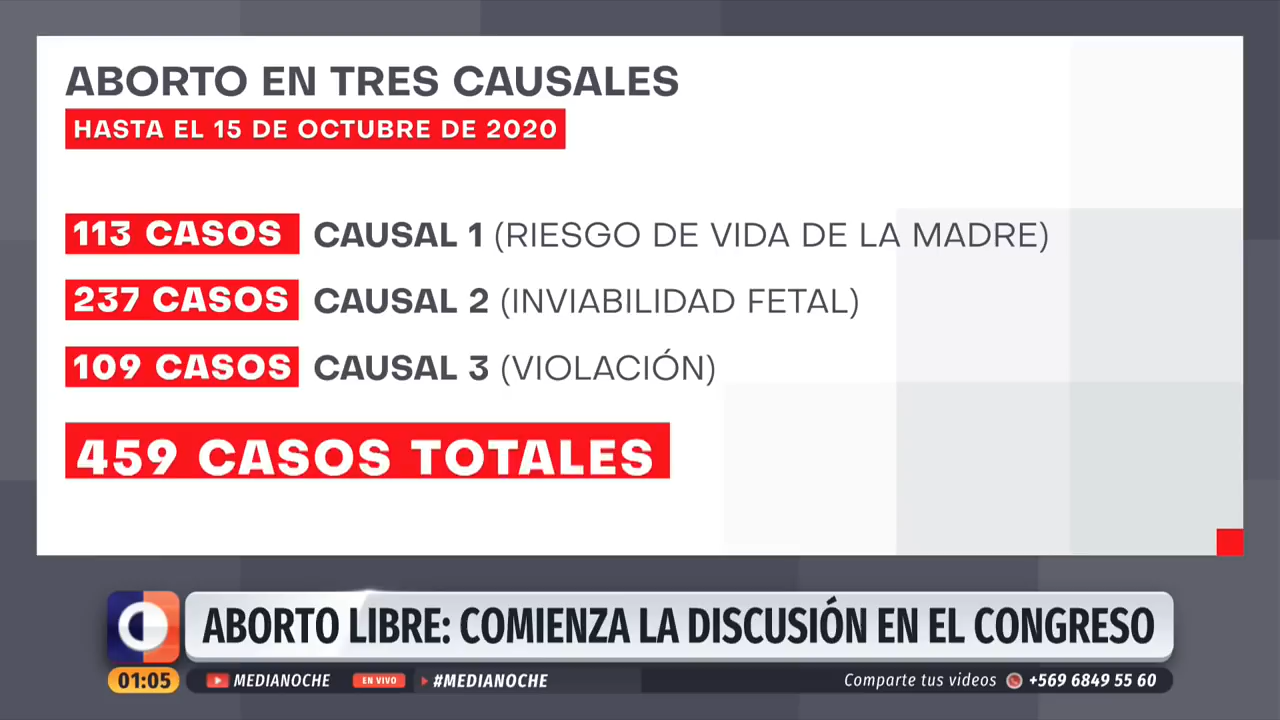 ABORTO EN TRES CAUSALES
HASTA EL 15 DE OCTUBRE DE 2020
113 CASOS CAUSAL 1 (RIESGO DE VIDA DE LA MADRE)
237 CASOS CAUSAL 2 (INVIABILIDAD FETAL)
109 CASOS CAUSAL 3 (VIOLACIÓN)
459 CASOS TOTALES
ABORTO LIBRE: COMIENZA LA DISCUSIÓN EN EL CONGRESO
01:05 MEDIANOCHE EN VIVO #MEDIANOCHE Comparte tus videos +569 6849 55 60